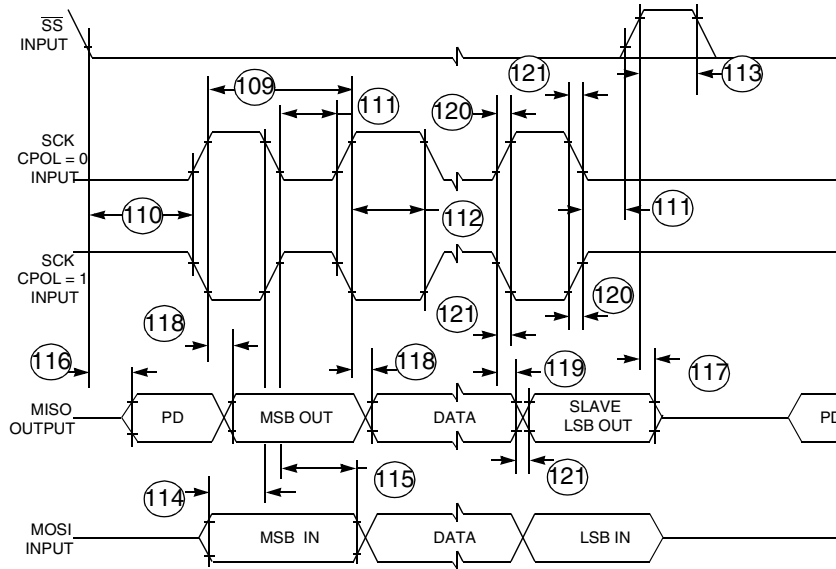 SS
INPUT
113
121
109
111
120
SCK
CPOL = 0
INPUT
110
112
111
SCK
CPOL = 1
INPUT
121
120
118
116
118
119
117
MISO
OUTPUT
PD
MSB OUT
DATA
SLAVE
LSB OUT
PD
121
114
115
MOSI
INPUT
MSB IN
DATA
LSB IN